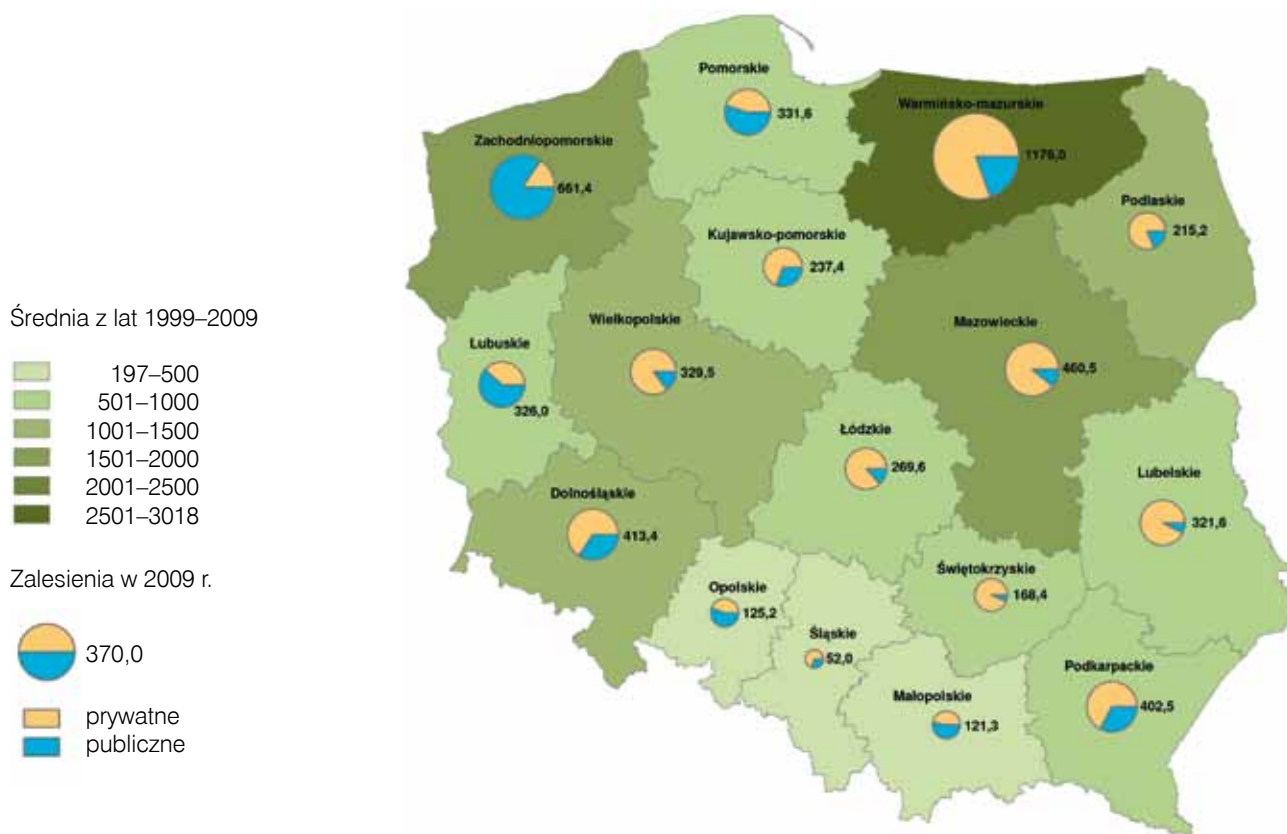 Średnia z lat 1999–2009
197–500
501–1000
1001–1500
1501–2000
2001–2500
2501–3018
Zalesienia w 2009 r.
370,0
prywatne
publiczne
Pomorskie
331,6
Warmińsko-mazurskie
1176,0
Zachodniopomorskie
661,4
Podlaskie
215,2
Kujawsko-pomorskie
237,4
Wielkopolskie
329,5
Mazowieckie
460,5
Lubuskie
326,0
Łódzkie
269,6
Lubelskie
321,6
Dolnośląskie
413,4
Świętokrzyskie
168,4
Opolskie
125,2
Śląskie
52,0
Podkarpackie
402,5
Małopolskie
121,3